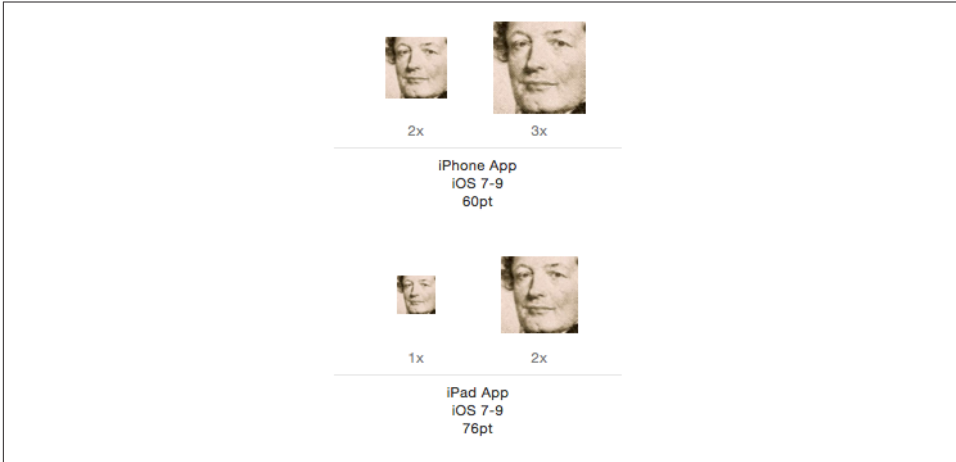 2x 3x
iPhone App
iOS 7-9
60pt
1x 2x
iPad App
iOS 7-9
76pt